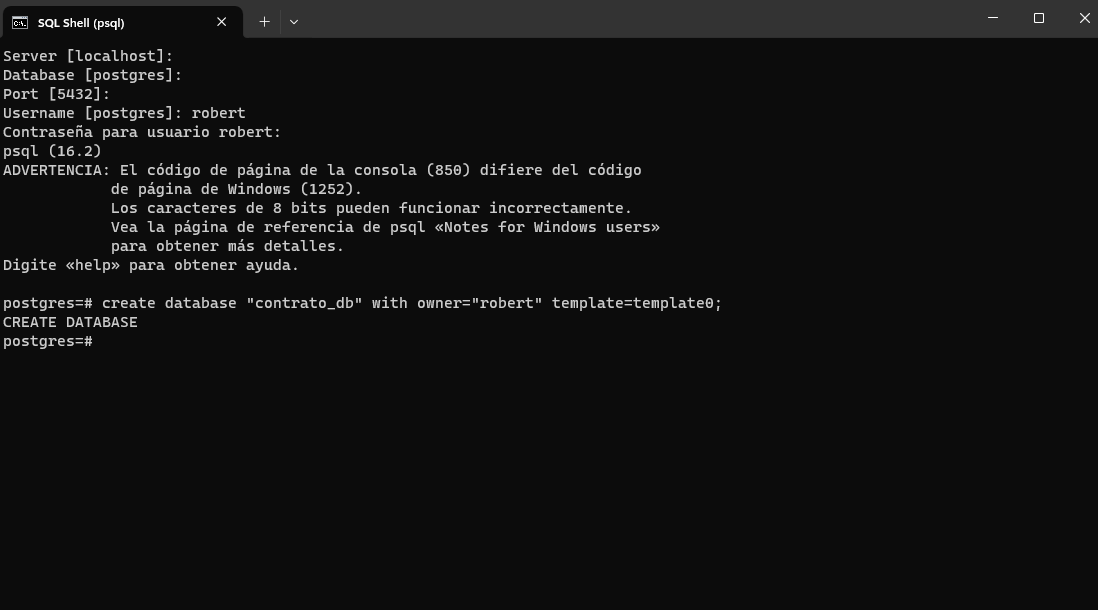 SQL Shell (psql)
Server [localhost]:
Database [postgres]:
Port [5432]:
Username [postgres]: robert
Contraseña para usuario robert:
psql (16.2)
ADVERTENCIA: El código de página de la consola (850) difiere del código
de página de Windows (1252).
Los caracteres de 8 bits pueden funcionar incorrectamente.
Vea la página de referencia de psql «Notes for Windows users»
para obtener más detalles.
Digite «help» para obtener ayuda.
postgres=# create database "contrato_db" with owner="robert" template=template0;
CREATE DATABASE
postgres=#